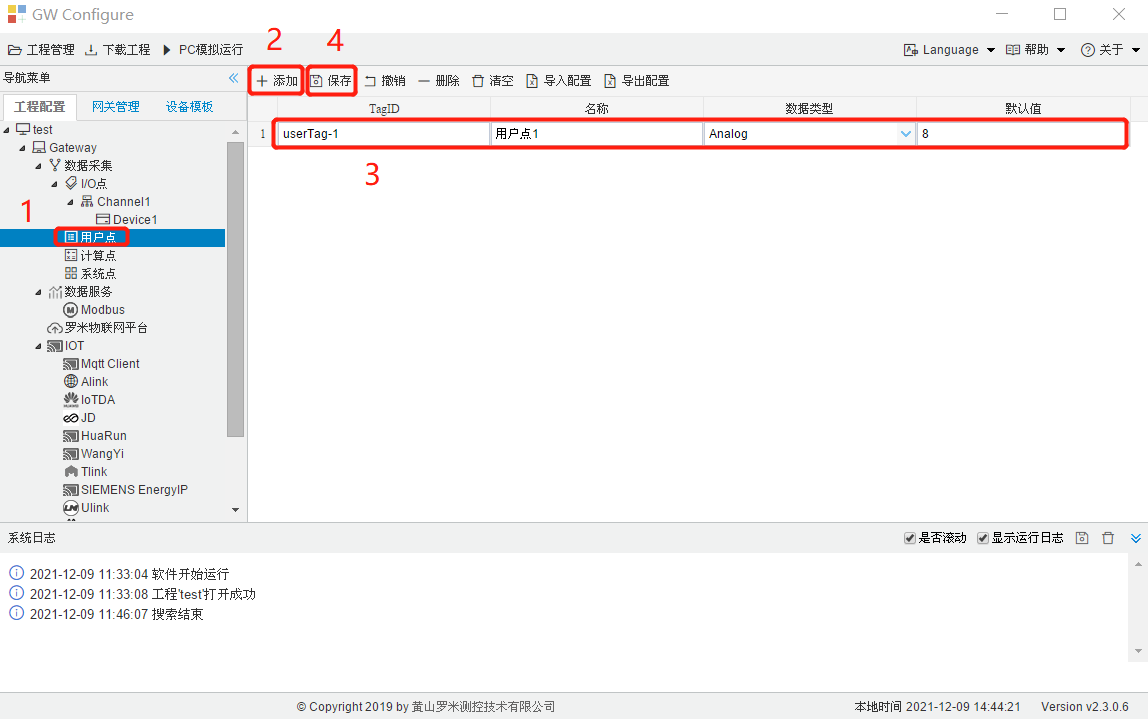 GW Configure
工程管理 下载工程 PC模拟运行 Language 帮助 关于
2 4
导航菜单
添加 保存 撤销 删除 清空 导入配置 导出配置
工程配置 网关管理 设备模板
TagID 名称 数据类型 默认值
1 userTag-1 用户点1 Analog 8
3
test
Gateway
数据采集
I/O点
Channel1
Device1
1
用户点
计算点
系统点
数据服务
Modbus
罗米物联网平台
IOT
Mqtt Client
Alink
IoTDA
JD
HuaRun
WangYi
Tlink
SIEMENS EnergyIP
Ulink
系统日志 是否滚动 显示运行日志
2021-12-09 11:33:04 软件开始运行
2021-12-09 11:33:08 工程'test'打开成功
2021-12-09 11:46:07 搜索结束
© Copyright 2019 by 黄山罗米测控技术有限公司 本地时间 2021-12-09 14:44:21 Version v2.3.0.6